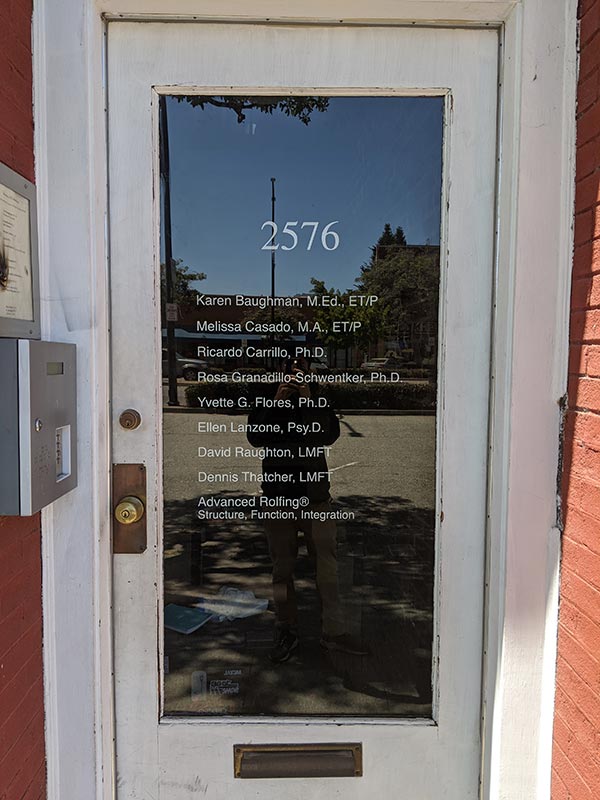 2576
Karen Baughman, M.Ed., ET/P
Melissa Casado, M.A., ET/P
Ricardo Carrillo, Ph.D.
Rosa Granadillo-Schwentker, Ph.D.
Yvette G. Flores, Ph.D.
Ellen Lanzone, Psy.D.
David Raughton, LMFT
Dennis Thatcher, LMFT
Advanced Rolfing®
Structure, Function, Integration